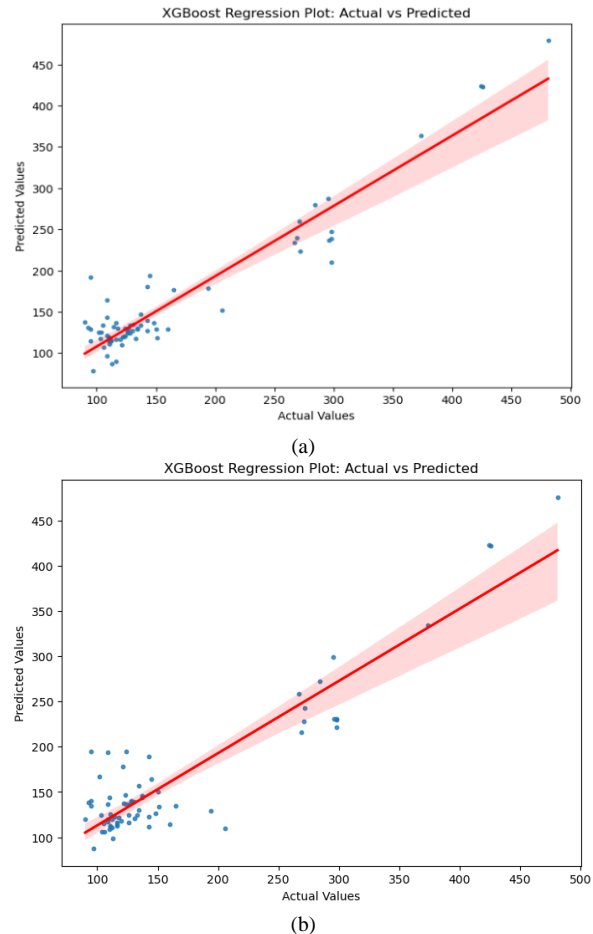 XGBoost Regression Plot: Actual vs Predicted
450
400
350
300
250
200
150
100
Predicted Values
100 150 200 250 300 350 400 450 500
Actual Values
(a)
XGBoost Regression Plot: Actual vs Predicted
450
400
350
300
250
200
150
100
Predicted Values
100 150 200 250 300 350 400 450 500
Actual Values
(b)